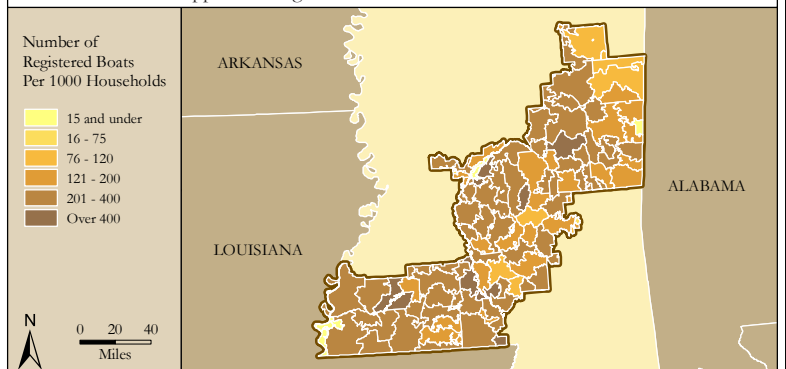 Number of
Registered Boats
Per 1000 Households
15 and under
16 - 75
76 - 120
121 - 200
201 - 400
Over 400
N
0 20 40
Miles
ARKANSAS
LOUISIANA
ALABAMA